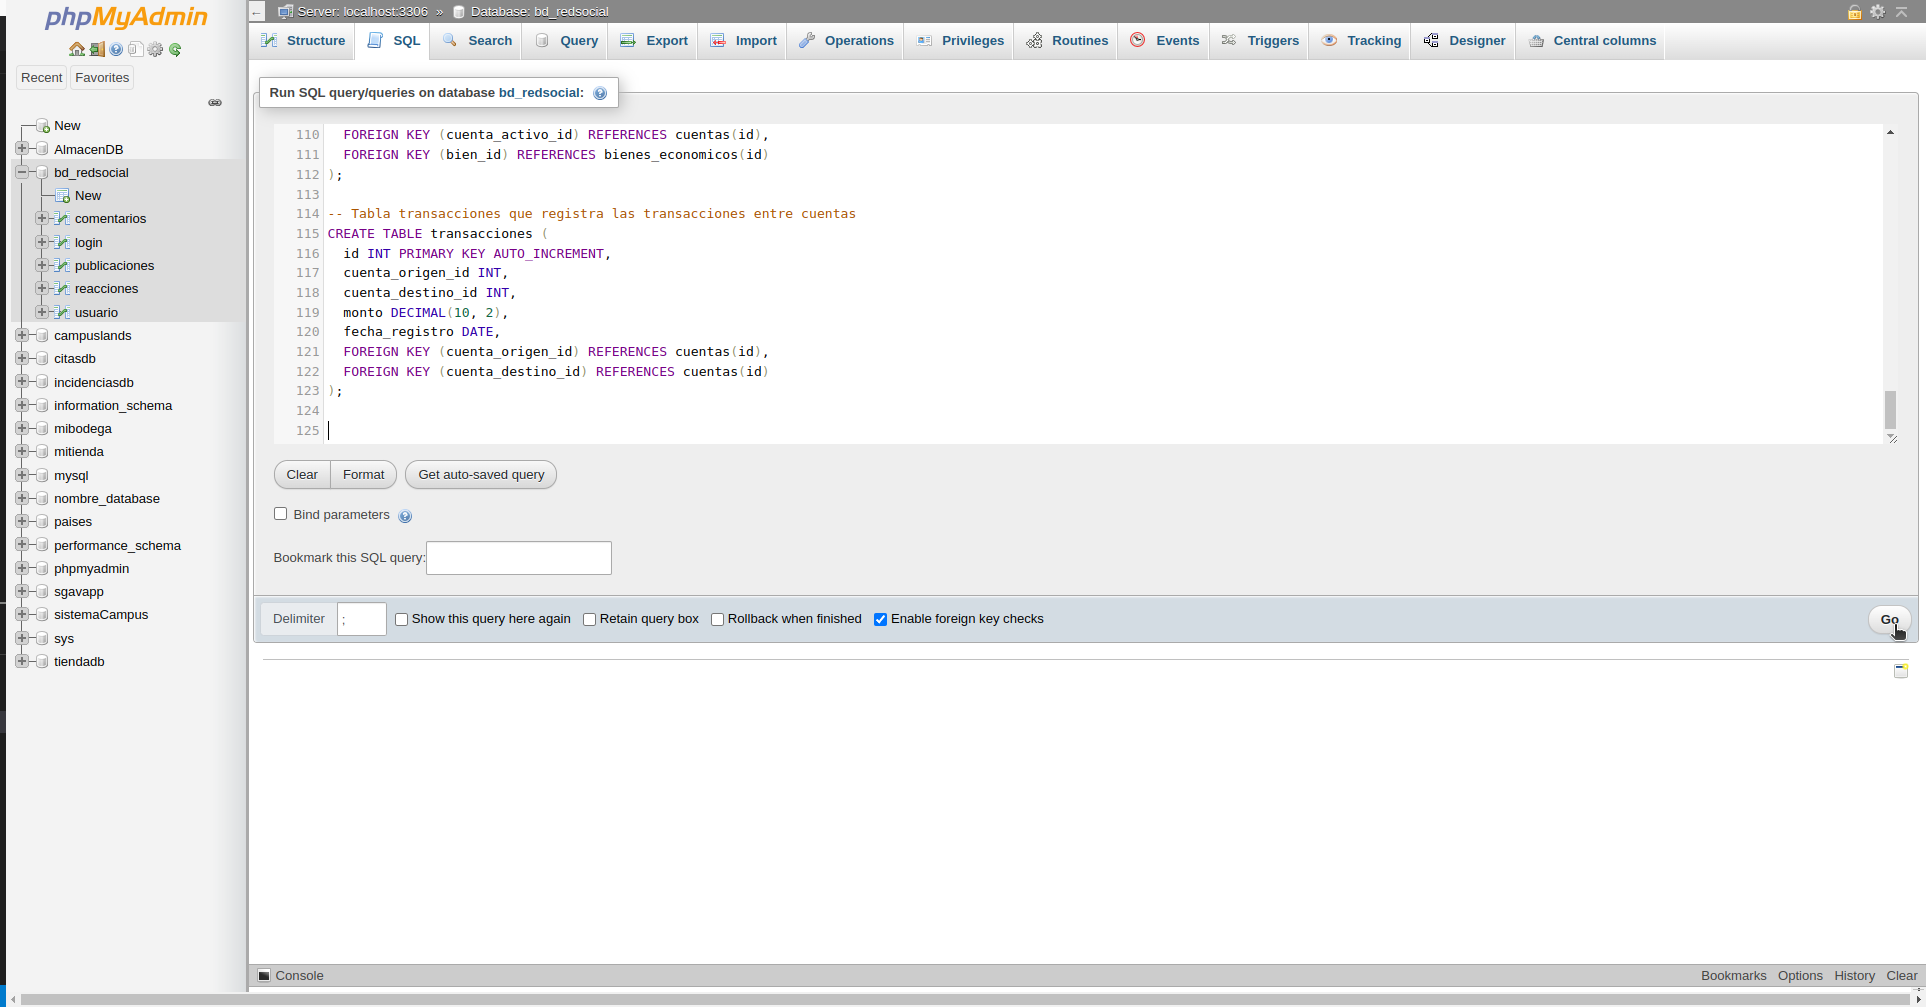 phpMyAdmin
Recent Favorites
New
AlmacenDB
bd_redsocial
New
comentarios
login
publicaciones
reacciones
usuario
campuslands
citasdb
incidenciasdb
information_schema
mibodega
mitienda
mysql
nombre_database
paises
performance_schema
phpmyadmin
sgavapp
sistemaCampus
sys
tiendadb
Server: localhost:3306 » Database: bd_redsocial
Structure SQL Search Query Export Import Operations Privileges Routines Events Triggers Tracking Designer Central columns
Run SQL query/queries on database bd_redsocial:
110 FOREIGN KEY (cuenta_activo_id) REFERENCES cuentas(id),
111 FOREIGN KEY (bien_id) REFERENCES bienes_economicos(id)
112 );
113
114 -- Tabla transacciones que registra las transacciones entre cuentas
115 CREATE TABLE transacciones (
116 id INT PRIMARY KEY AUTO_INCREMENT,
117 cuenta_origen_id INT,
118 cuenta_destino_id INT,
119 monto DECIMAL(10, 2),
120 fecha_registro DATE,
121 FOREIGN KEY (cuenta_origen_id) REFERENCES cuentas(id),
122 FOREIGN KEY (cuenta_destino_id) REFERENCES cuentas(id)
123 );
124
125
Clear Format Get auto-saved query
Bind parameters
Bookmark this SQL query:
Delimiter ; Show this query here again Retain query box Rollback when finished Enable foreign key checks Go
Console Bookmarks Options History Clear